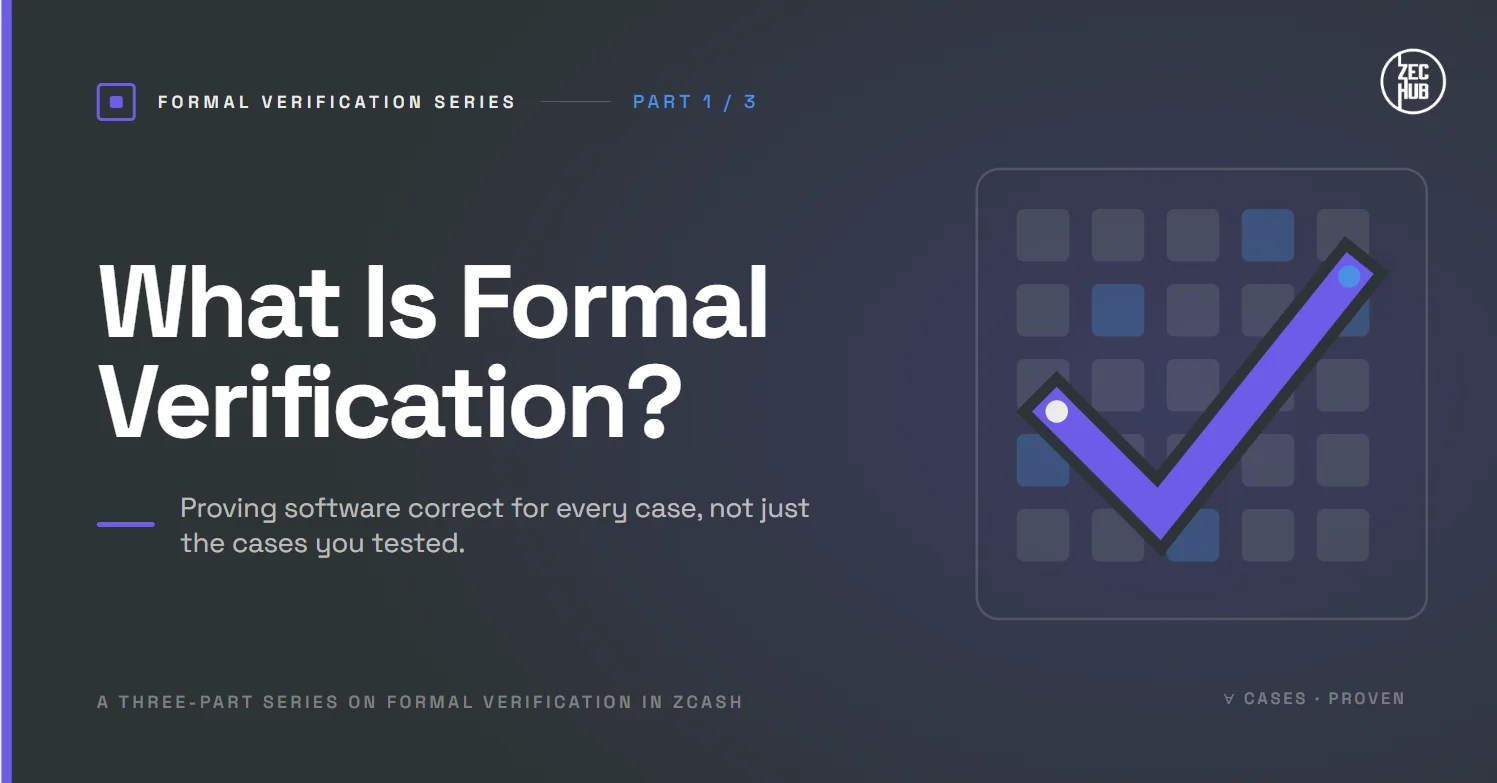 FORMAL VERIFICATION SERIES
PART 1 / 3
ZEC
HUB
What Is Formal
Verification?
Proving software correct for every case, not just
the cases you tested.
A THREE-PART SERIES ON FORMAL VERIFICATION IN ZCASH
∀ CASES · PROVEN